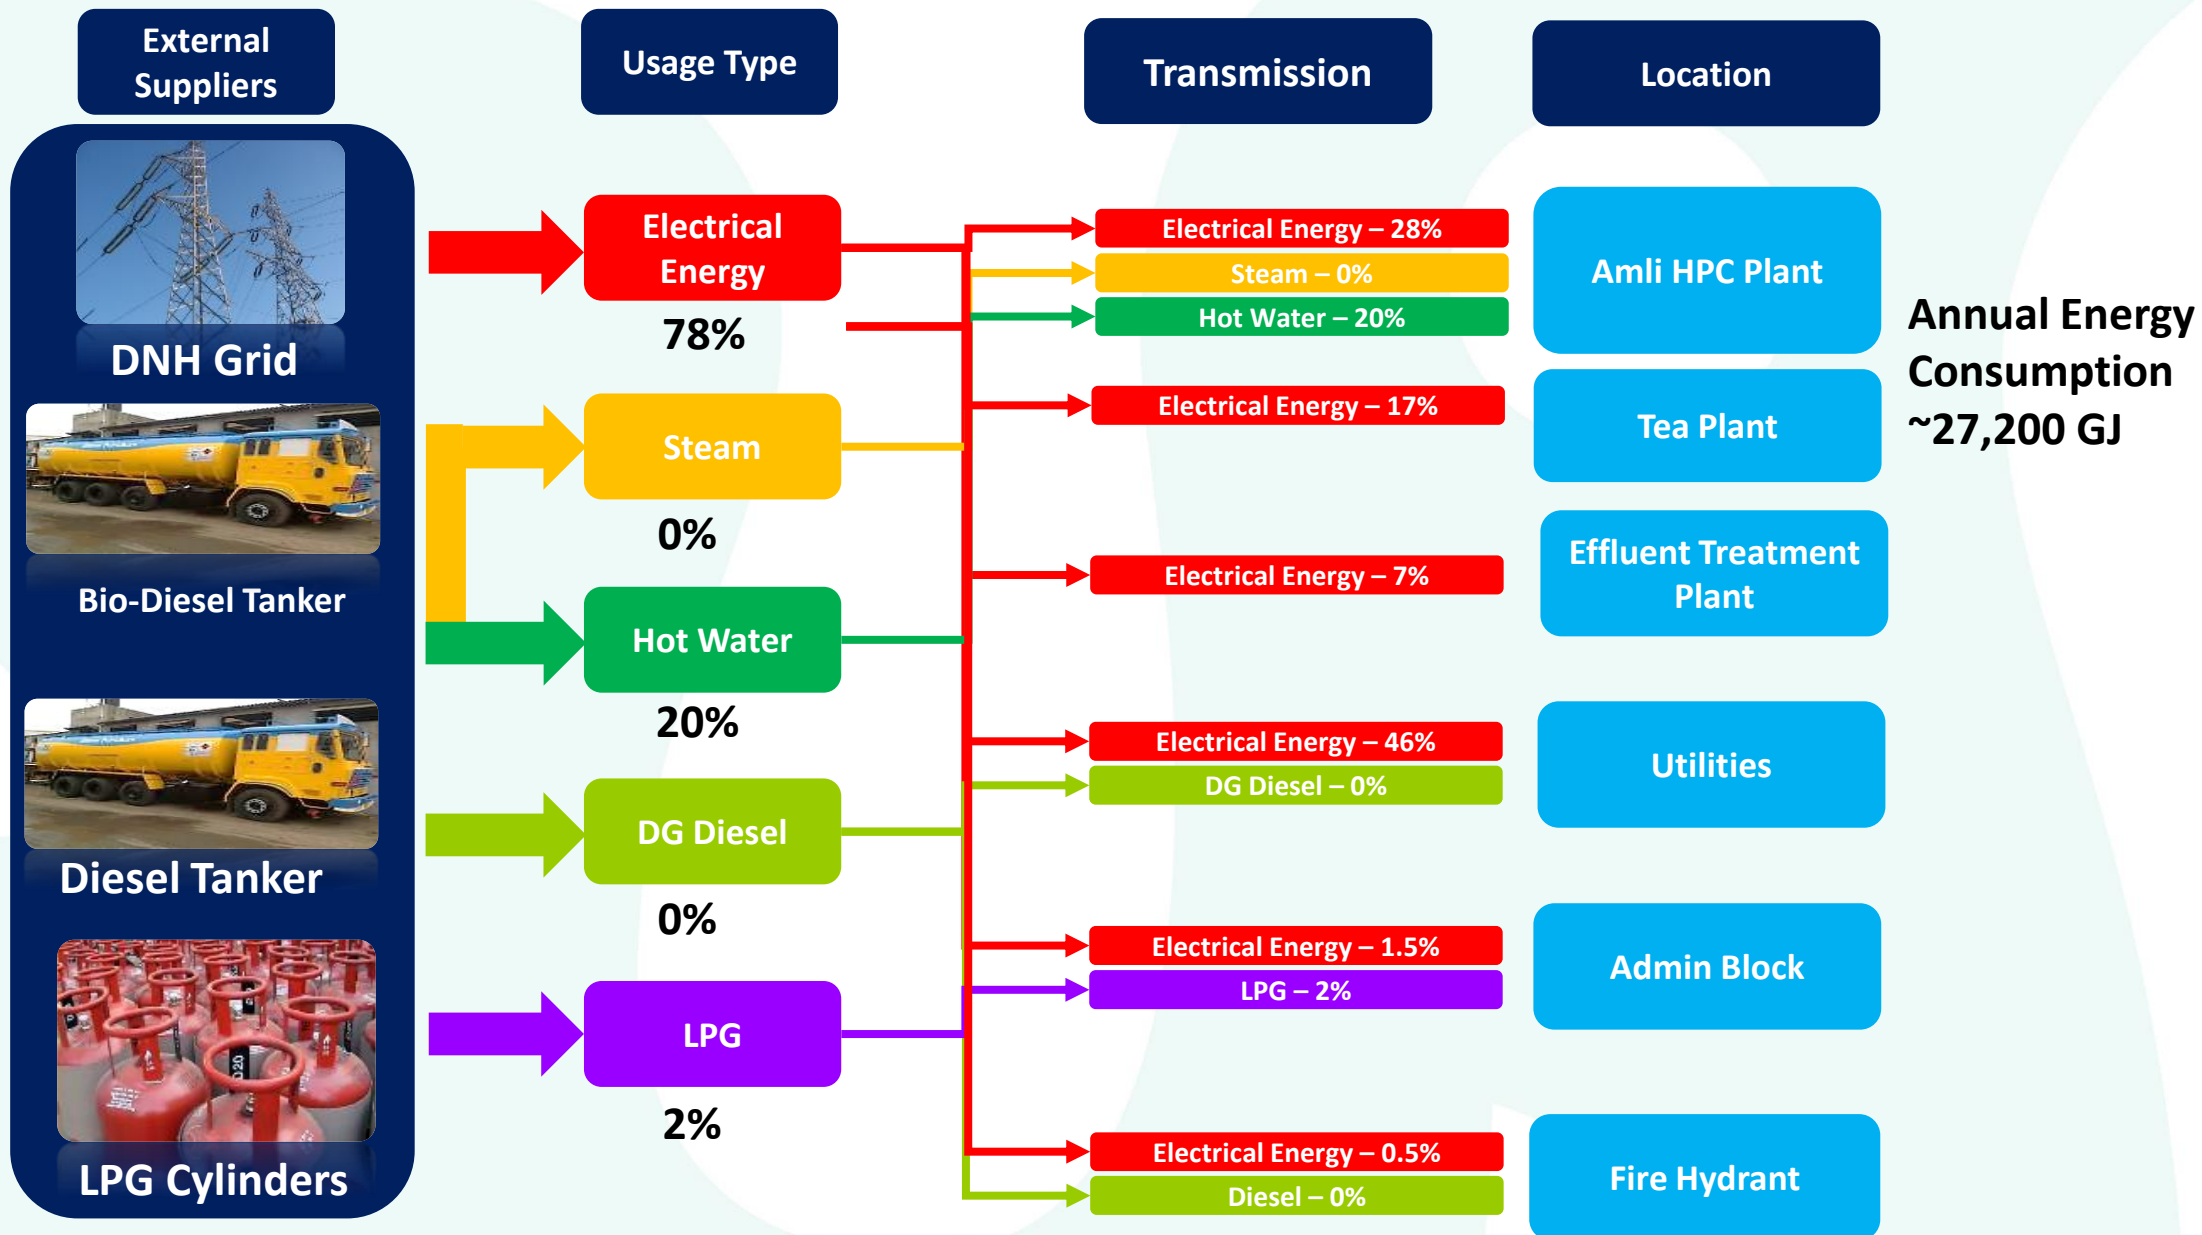 External
Suppliers
Usage Type
Transmission
Location
DNH Grid
Bio-Diesel Tanker
Diesel Tanker
LPG Cylinders
Electrical
Energy
78%
Steam
0%
Hot Water
20%
DG Diesel
0%
LPG
2%
Electrical Energy – 28%
Steam – 0%
Hot Water – 20%
Electrical Energy – 17%
Electrical Energy – 7%
Electrical Energy – 46%
DG Diesel – 0%
Electrical Energy – 1.5%
LPG – 2%
Electrical Energy – 0.5%
Diesel – 0%
Amli HPC Plant
Tea Plant
Effluent Treatment
Plant
Utilities
Admin Block
Fire Hydrant
Annual Energy
Consumption
~27,200 GJ